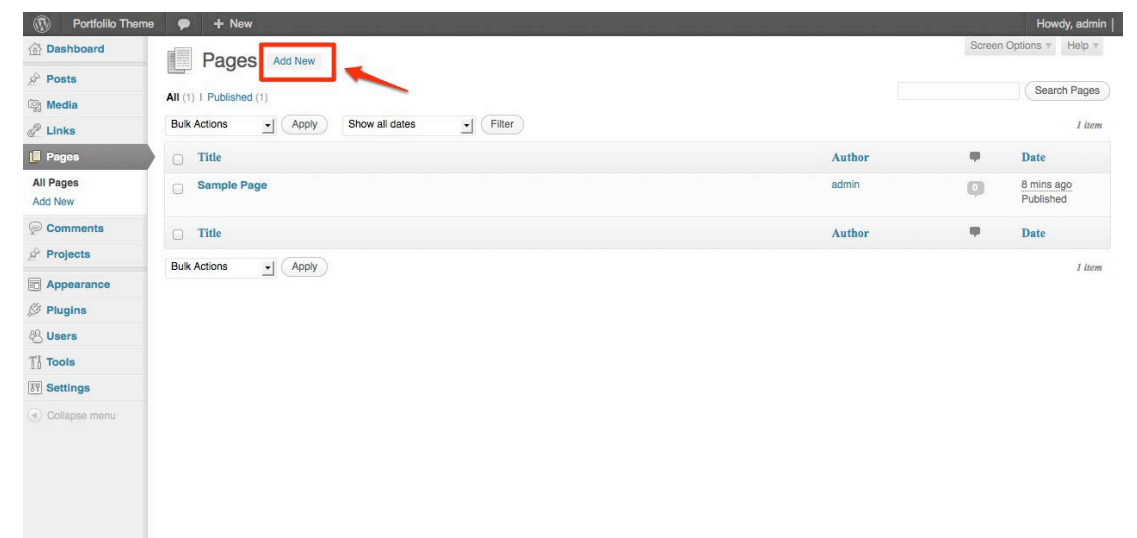 Portfolilo Theme + New Howdy, admin
Dashboard
Posts
Media
Links
Pages
All Pages
Add New
Comments
Projects
Appearance
Plugins
Users
Tools
Settings
Collapse menu
Screen Options Help
Pages Add New
All (1) | Published (1) Search Pages
Bulk Actions Apply Show all dates Filter 1 item
Title Author Date
Sample Page admin 0 8 mins ago
Published
Title Author Date
Bulk Actions Apply 1 item